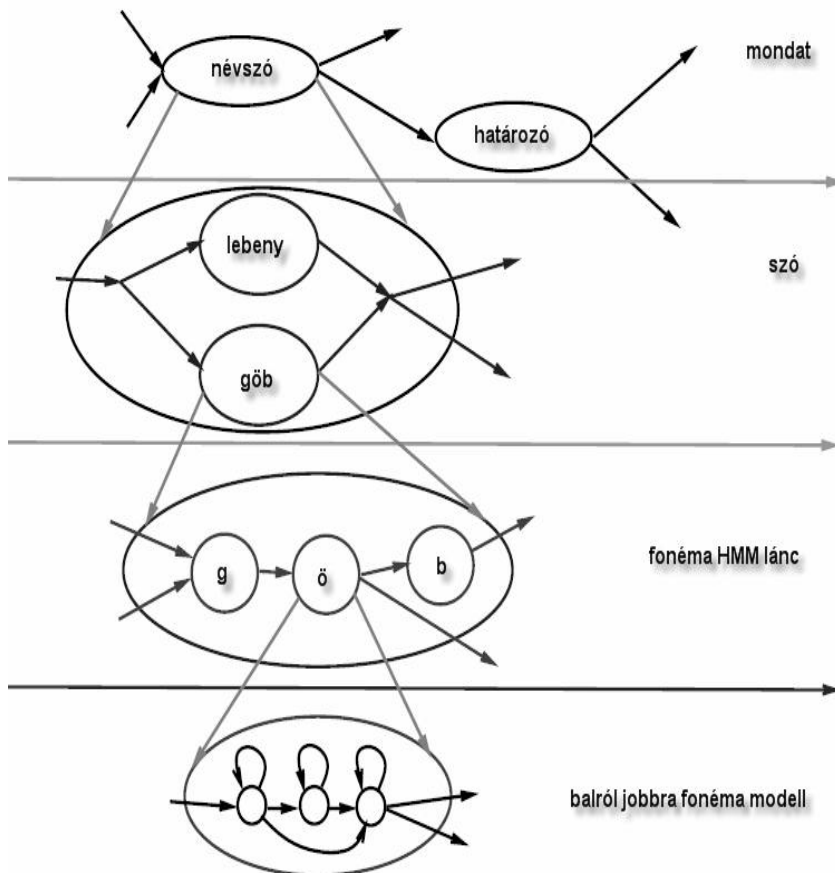 névszó
mondat
határozó
lebeny
szó
göb
g
ö
b
fonéma HMM lánc
balról jobbra fonéma modell